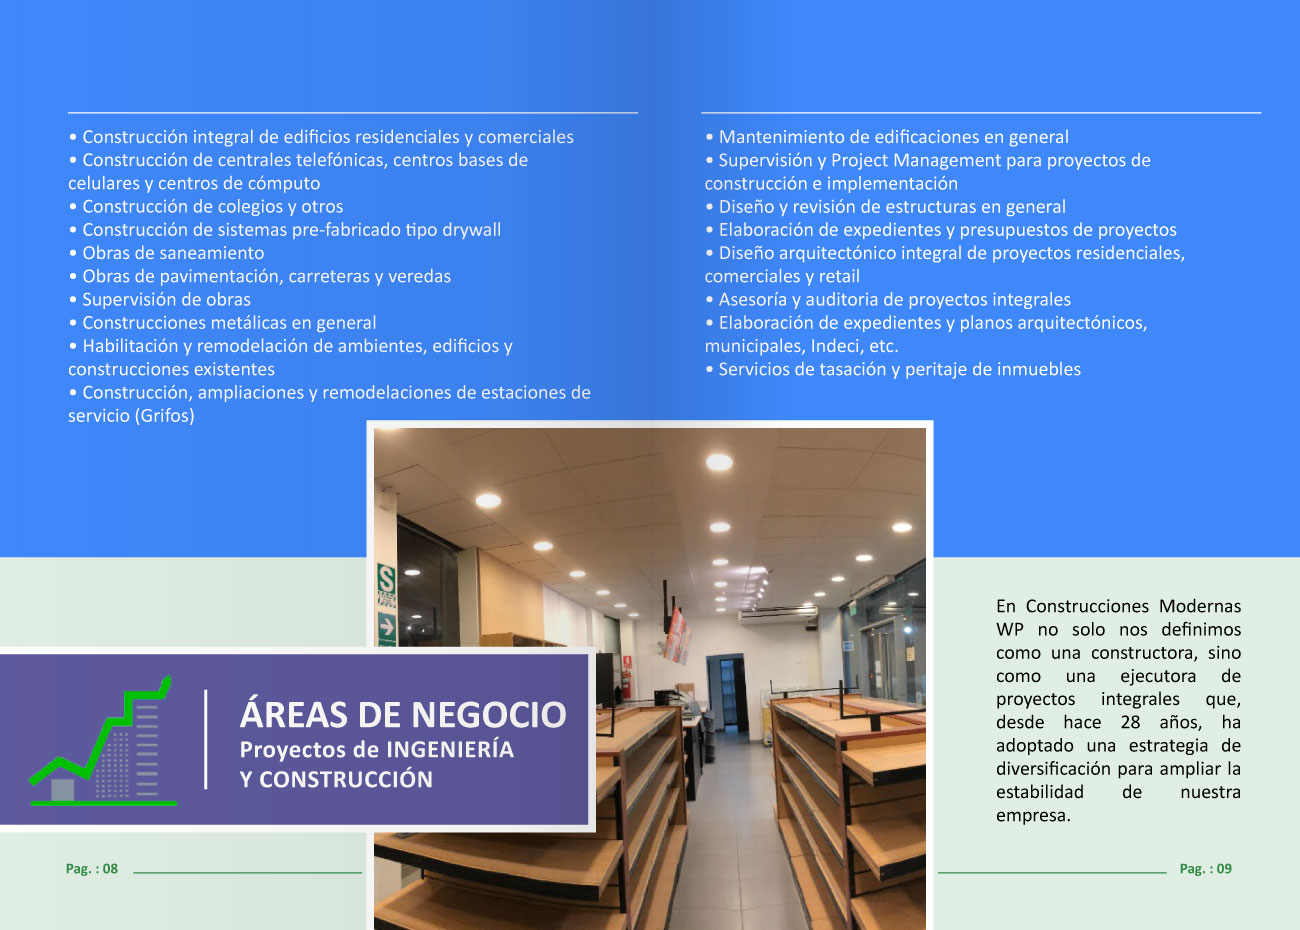 • Construcción integral de edificios residenciales y comerciales
• Construcción de centrales telefónicas, centros bases de
celulares y centros de cómputo
• Construcción de colegios y otros
• Construcción de sistemas pre-fabricado tipo drywall
• Obras de saneamiento
• Obras de pavimentación, carreteras y veredas
• Supervisión de obras
• Construcciones metálicas en general
• Habilitación y remodelación de ambientes, edificios y
construcciones existentes
• Construcción, ampliaciones y remodelaciones de estaciones de
servicio (Grifos)
• Mantenimiento de edificaciones en general
• Supervisión y Project Management para proyectos de
construcción e implementación
• Diseño y revisión de estructuras en general
• Elaboración de expedientes y presupuestos de proyectos
• Diseño arquitectónico integral de proyectos residenciales,
comerciales y retail
• Asesoría y auditoria de proyectos integrales
• Elaboración de expedientes y planos arquitectónicos,
municipales, Indeci, etc.
• Servicios de tasación y peritaje de inmuebles
S
ÁREAS DE NEGOCIO
Proyectos de INGENIERÍA
Y CONSTRUCCIÓN
En Construcciones Modernas
WP no solo nos definimos
como una constructora, sino
como una ejecutora de
proyectos integrales que,
desde hace 28 años, ha
adoptado una estrategia de
diversificación para ampliar la
estabilidad de nuestra
empresa.
Pag. : 08
Pag. : 09